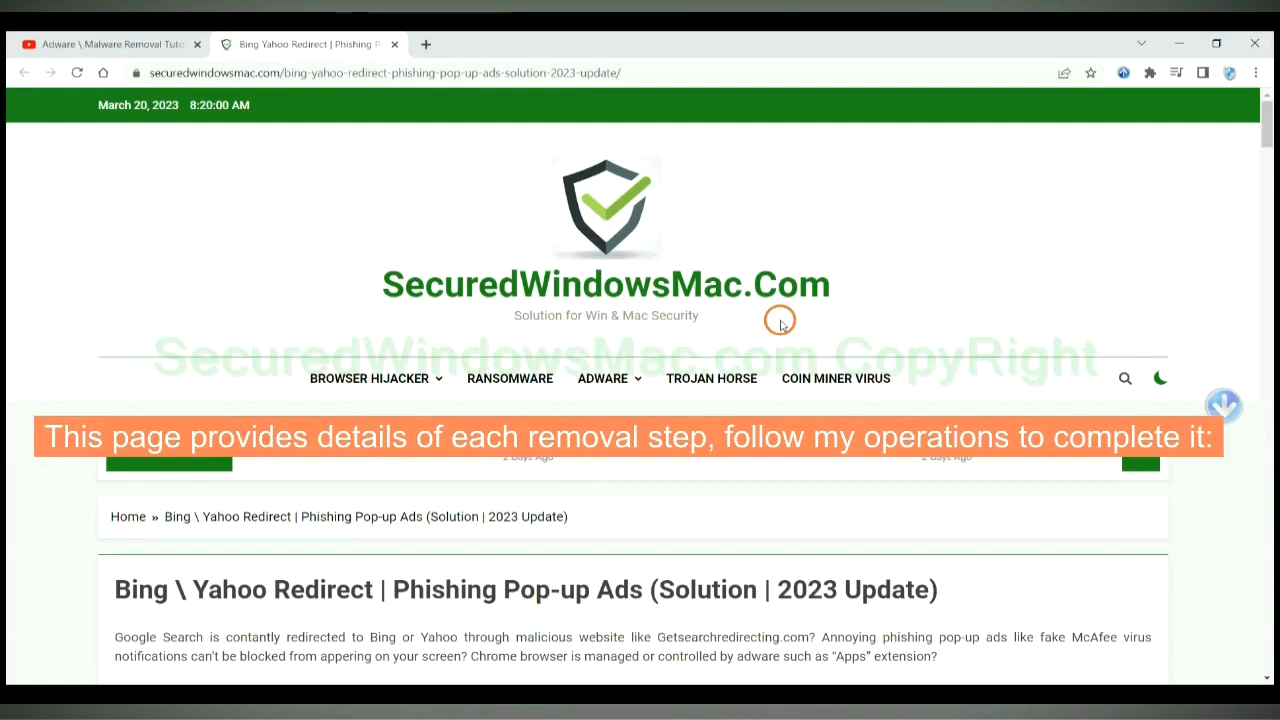 Adware \ Malware Removal Tuto
Bing Yahoo Redirect | Phishing P
securedwindowsmac.com/bing-yahoo-redirect-phishing-pop-up-ads-solution-2023-update/
March 20, 2023 8:20:00 AM
SecuredWindowsMac.Com
Solution for Win & Mac Security
SecuredWindowsMac.com CopyRight
BROWSER HIJACKER RANSOMWARE ADWARE TROJAN HORSE COIN MINER VIRUS
This page provides details of each removal step, follow my operations to complete it:
2 Days Ago 2 Days Ago
Home » Bing \ Yahoo Redirect | Phishing Pop-up Ads (Solution | 2023 Update)
Bing \ Yahoo Redirect | Phishing Pop-up Ads (Solution | 2023 Update)
Google Search is contantly redirected to Bing or Yahoo through malicious website like Getsearchredirecting.com? Annoying phishing pop-up ads like fake McAfee virus
notifications can't be blocked from appering on your screen? Chrome browser is managed or controlled by adware such as “Apps” extension?